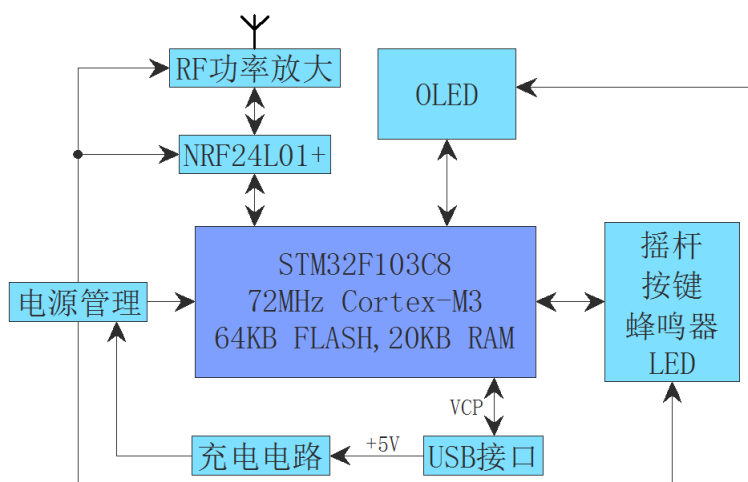 RF功率放大
OLED
NRF24L01+
STM32F103C8
72MHz Cortex-M3
64KB FLASH,20KB RAM
摇杆
按键
蜂鸣器
LED
电源管理
VCP
+5V
充电电路
USB接口